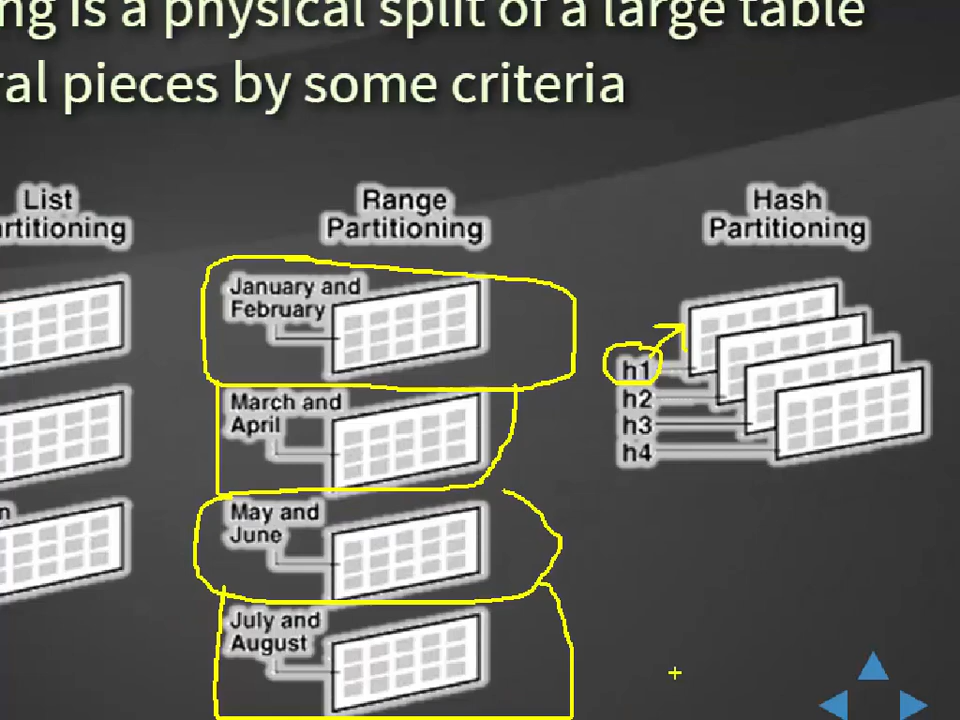 ng is a physical split of a large table
ral pieces by some criteria
List
artitioning
Range
Partitioning
Hash
Partitioning
January and
February
March and
April
May and
June
July and
August
n
h1
h2
h3
h4